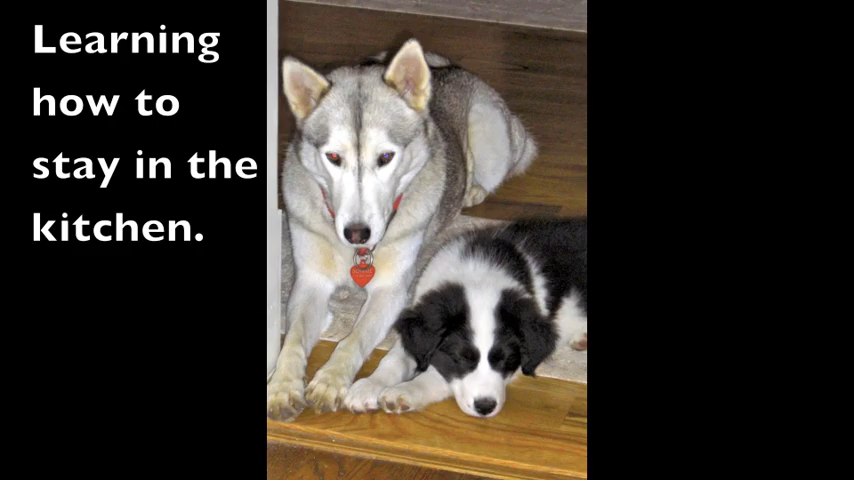 Learning
how to
stay in the
kitchen.